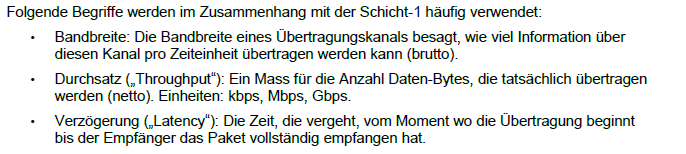 Folgende Begriffe werden im Zusammenhang mit der Schicht-1 häufig verwendet:
• Bandbreite: Die Bandbreite eines Übertragungskanals besagt, wie viel Information über
diesen Kanal pro Zeiteinheit übertragen werden kann (brutto).
• Durchsatz („Throughput“): Ein Mass für die Anzahl Daten-Bytes, die tatsächlich übertragen
werden (netto). Einheiten: kbps, Mbps, Gbps.
• Verzögerung („Latency“): Die Zeit, die vergeht, vom Moment wo die Übertragung beginnt
bis der Empfänger das Paket vollständig empfangen hat.